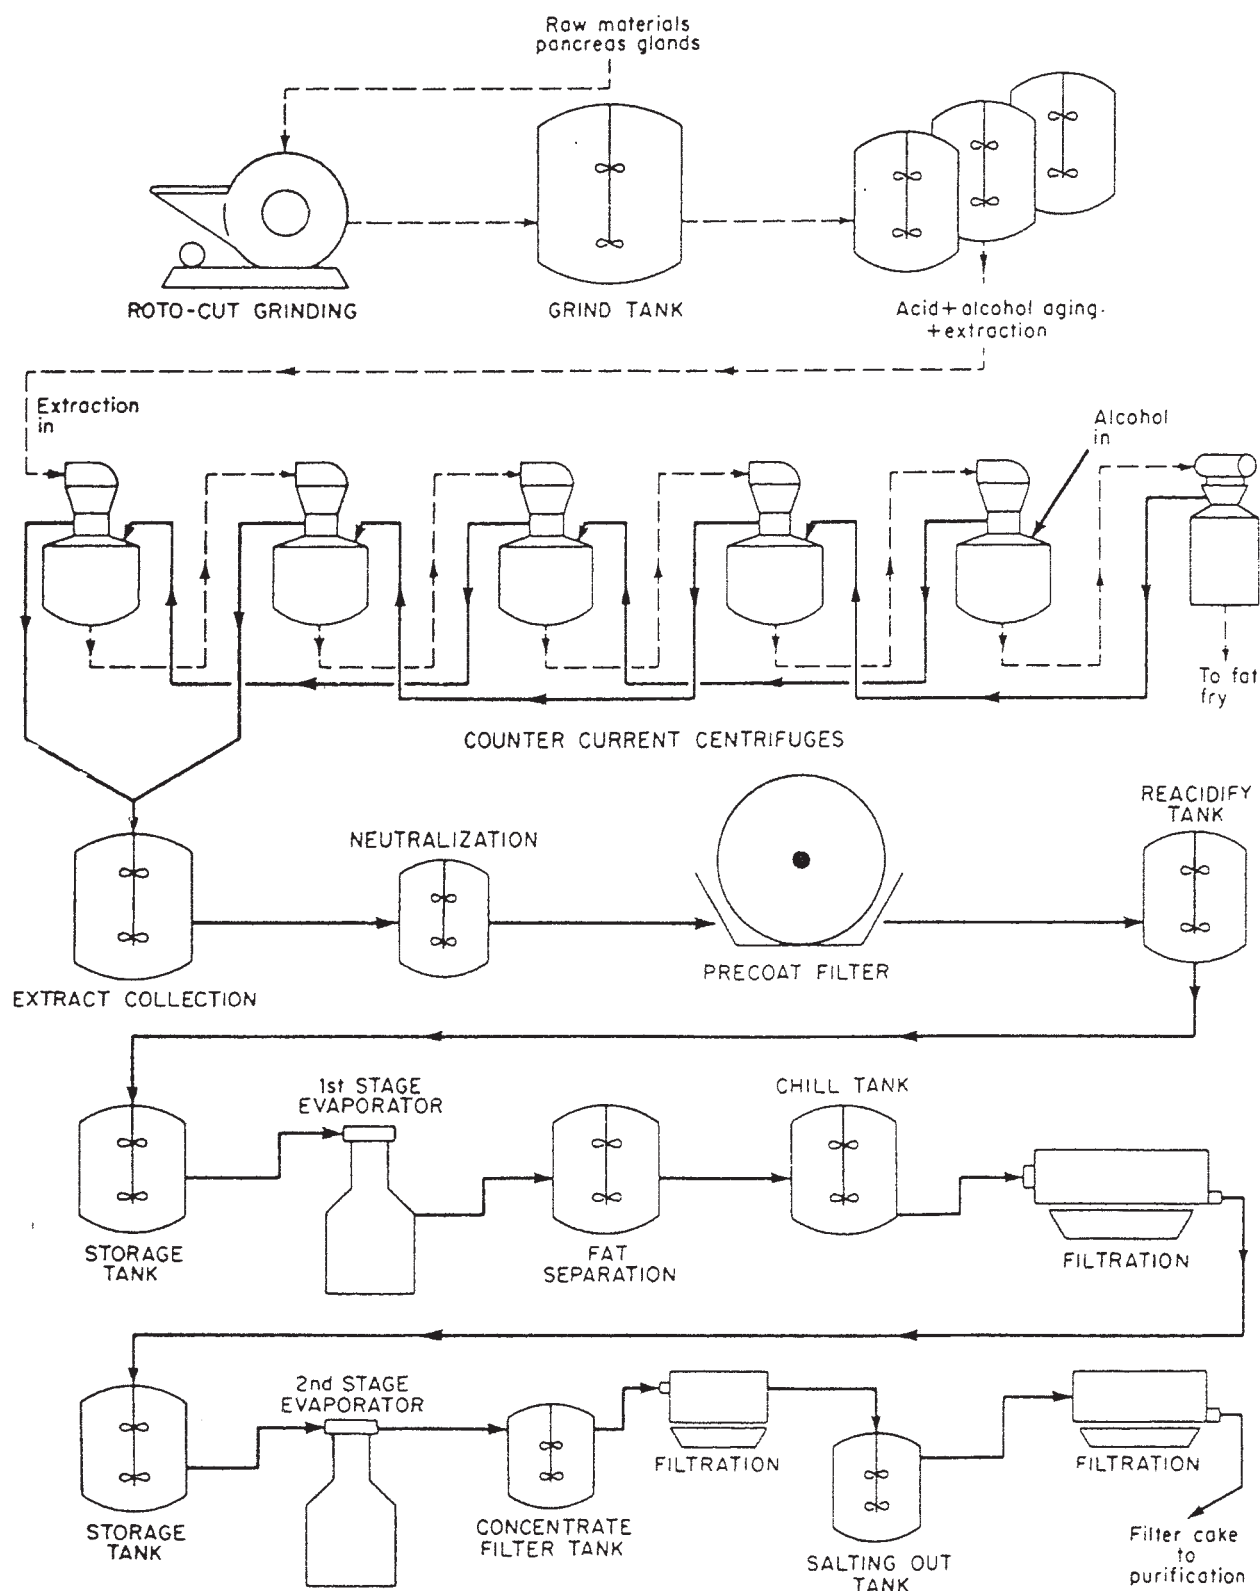 Raw materials
pancreas glands
ROTO-CUT GRINDING
GRIND TANK
Acid+alcohol aging.
+extraction
Extraction
in
Alcohol
in
To fat
fry
COUNTER CURRENT CENTRIFUGES
NEUTRALIZATION
REACIDIFY
TANK
PRECOAT FILTER
EXTRACT COLLECTION
1st STAGE
EVAPORATOR
CHILL TANK
STORAGE
TANK
FAT
SEPARATION
FILTRATION
2nd STAGE
EVAPORATOR
STORAGE
TANK
CONCENTRATE
FILTER TANK
FILTRATION
SALTING OUT
TANK
FILTRATION
Filter cake
to
purification